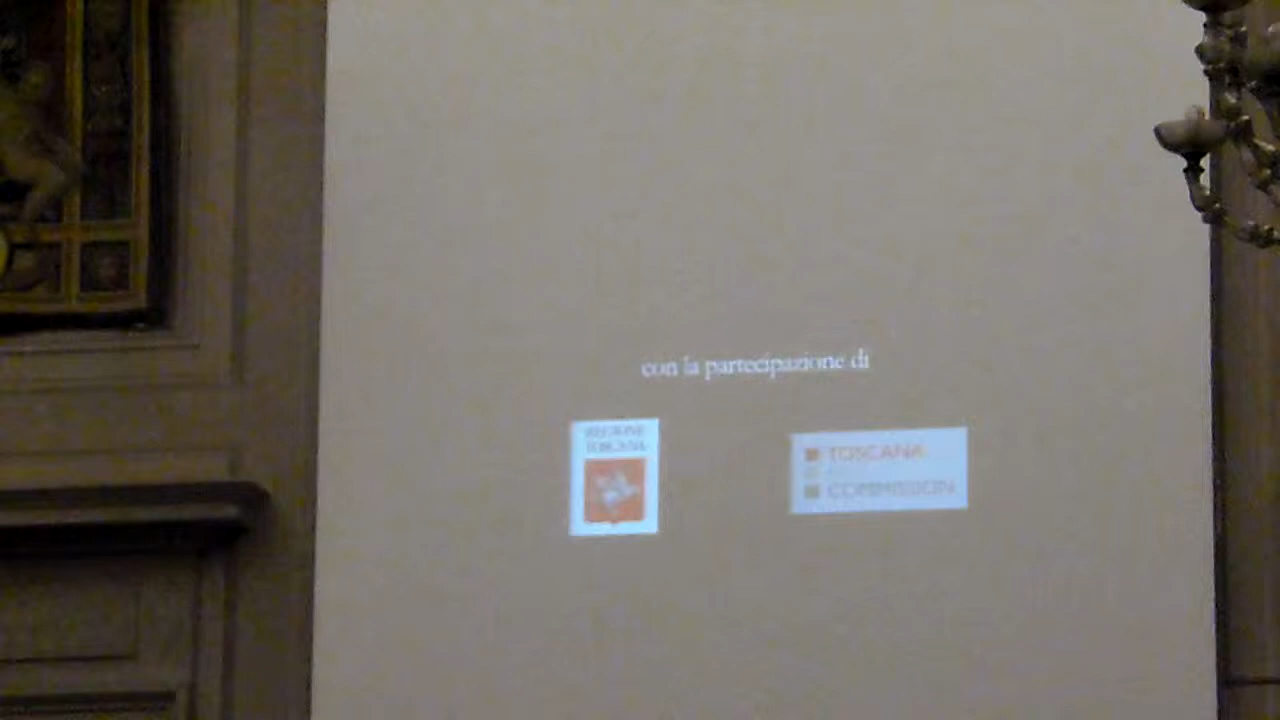 con la partecipazione di
REGIONE
TOSCANA
TOSCANA
COMMISSION